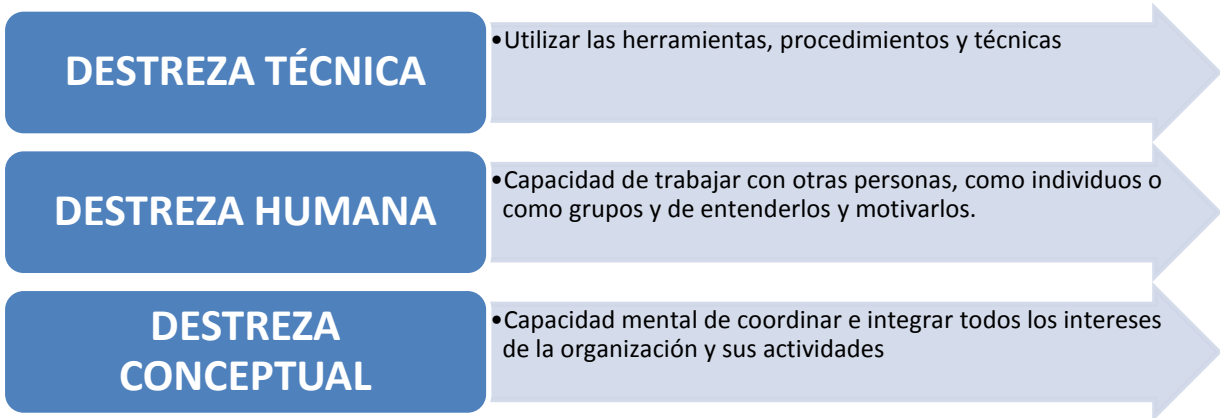 DESTREZA TÉCNICA
•Utilizar las herramientas, procedimientos y técnicas
DESTREZA HUMANA
•Capacidad de trabajar con otras personas, como individuos o
como grupos y de entenderlos y motivarlos.
DESTREZA
CONCEPTUAL
•Capacidad mental de coordinar e integrar todos los intereses
de la organización y sus actividades